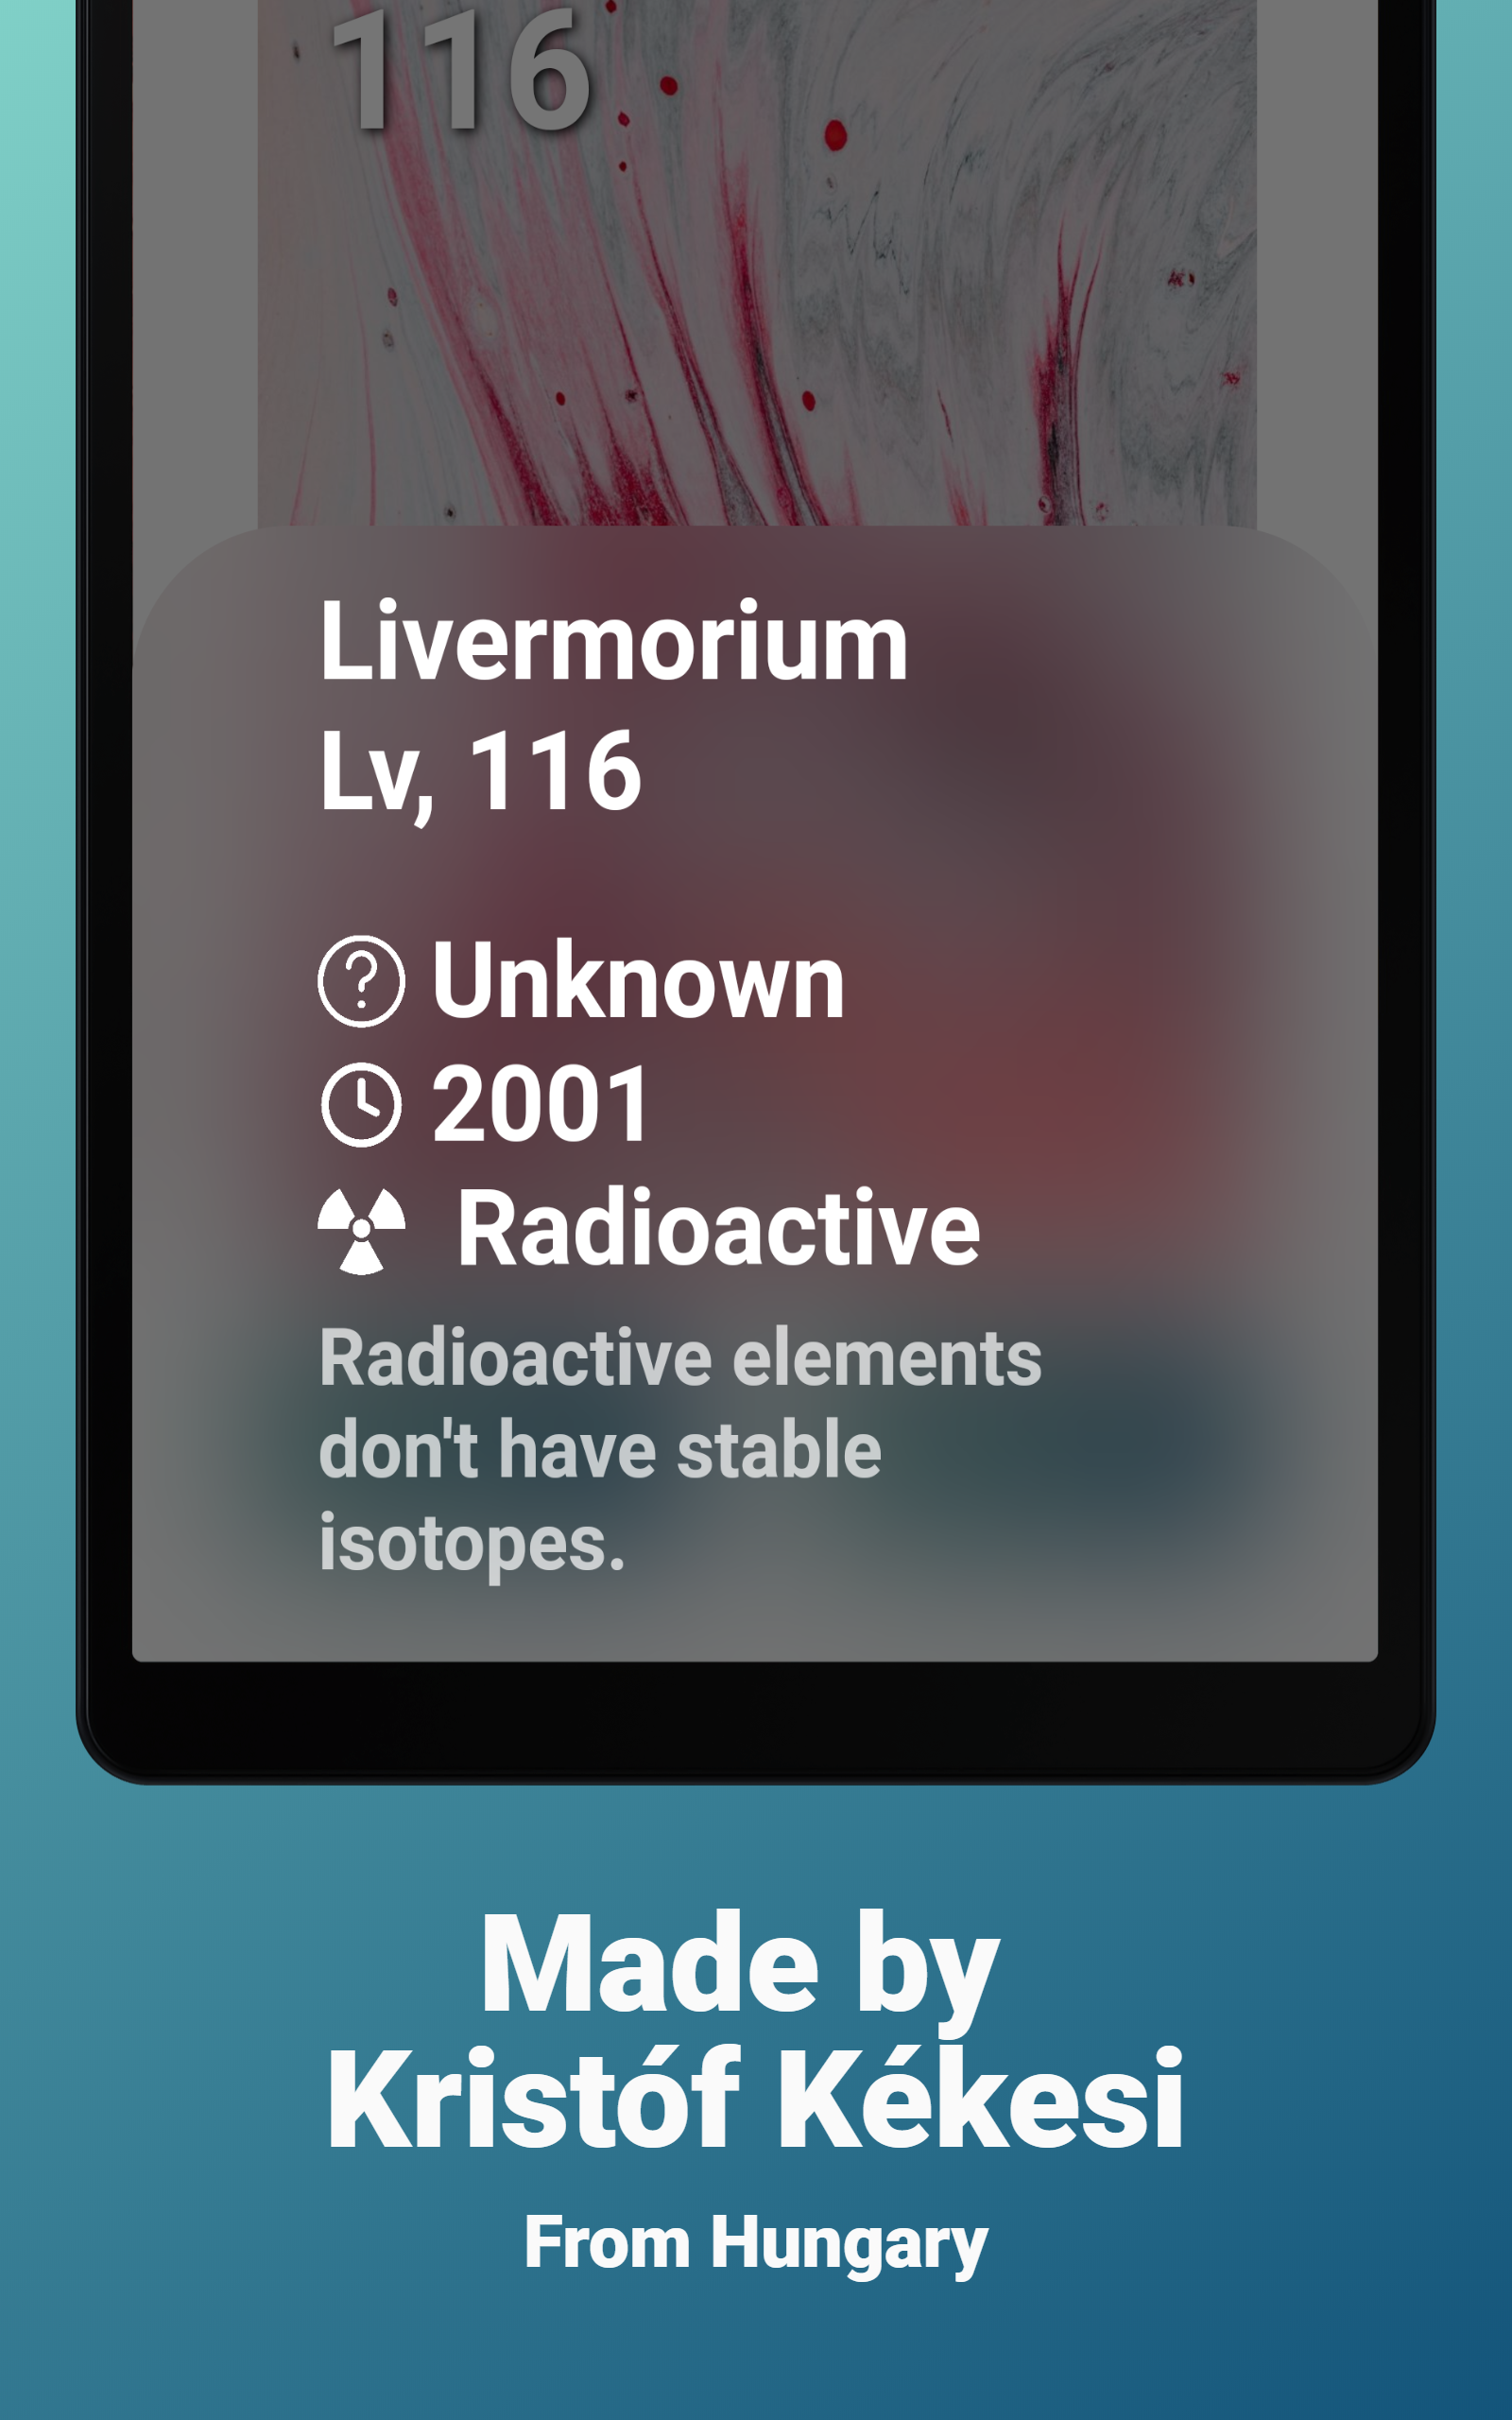 116
Livermorium
Lv, 116
Unknown
2001
Radioactive
Radioactive elements
don't have stable
isotopes.
Made by
Kristóf Kékesi
From Hungary